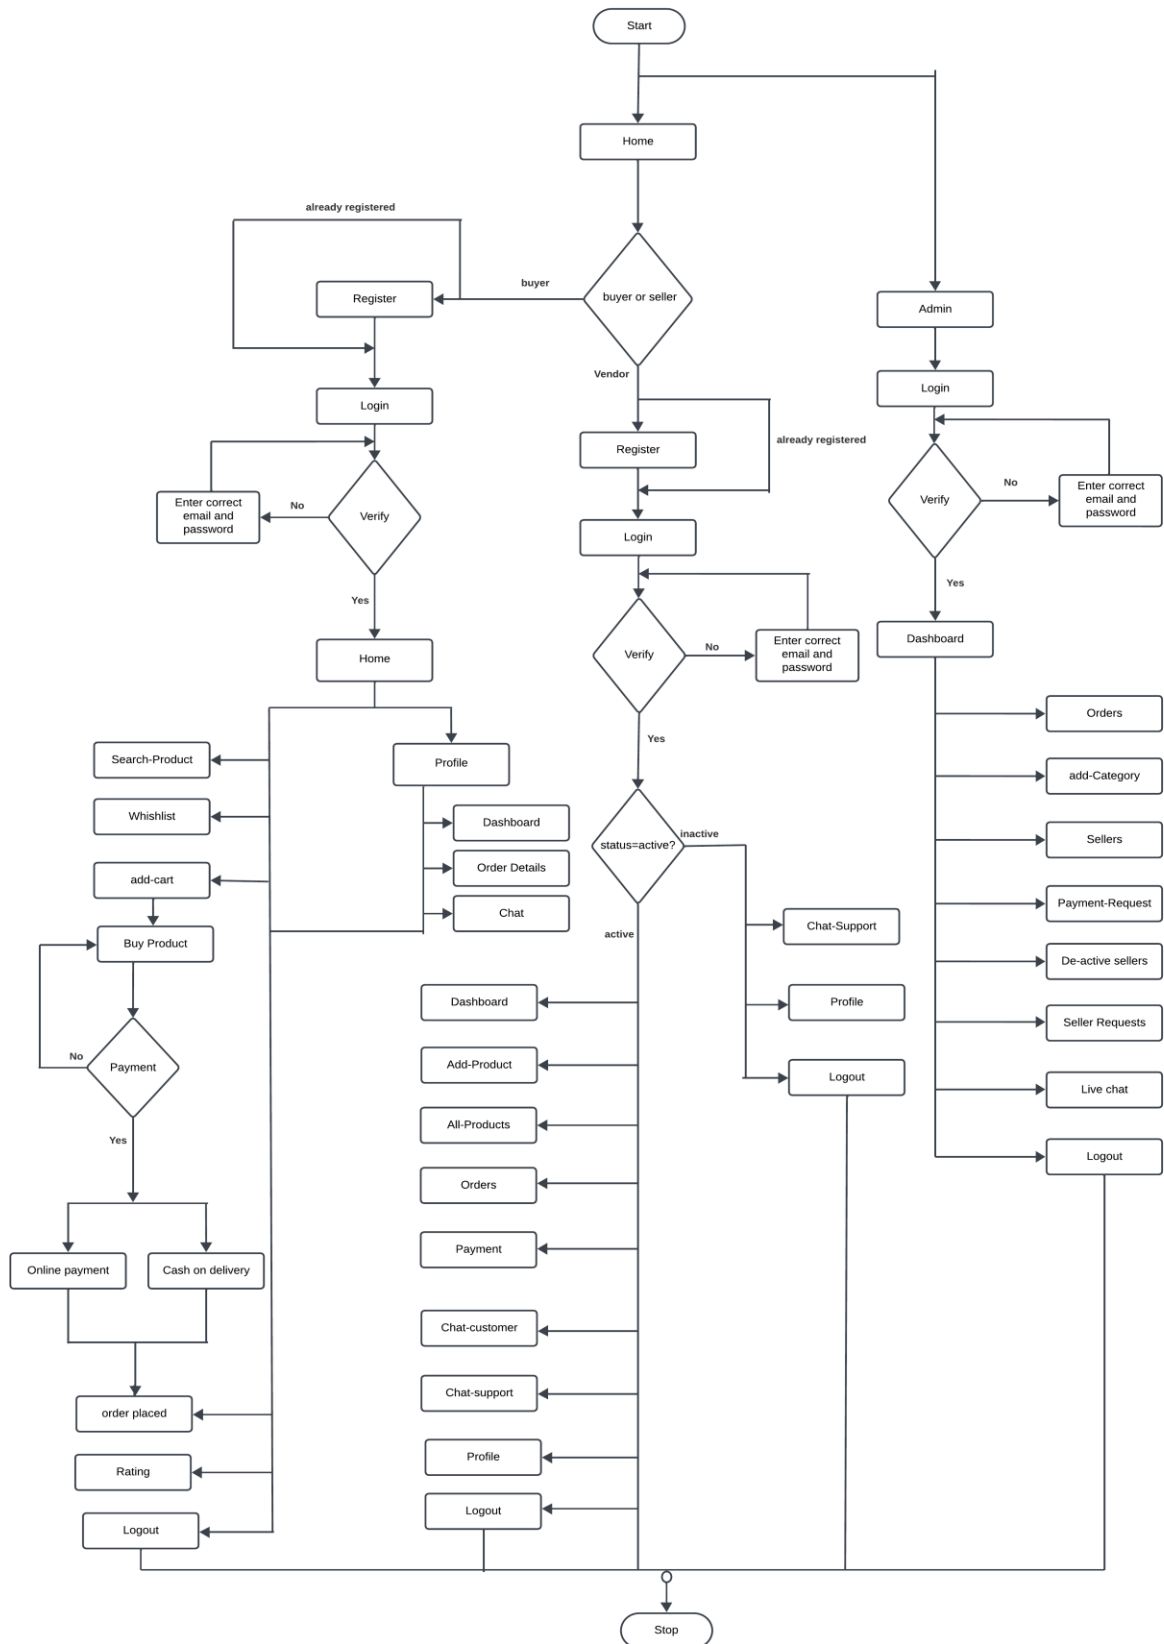 Start
Home
already registered
buyer
Register
buyer or seller
Admin
Vendor
Login
Login
Register
already registered
No
Enter correct
email and
password
Verify
No
Verify
Enter correct
email and
password
Login
Yes
Yes
Home
Verify
No
Enter correct
email and
password
Dashboard
Orders
Yes
Search-Product
Profile
add-Category
Whishlist
Dashboard
inactive
status=active?
Sellers
add-cart
Order Details
Payment-Request
Chat
Chat-Support
active
Buy Product
De-active sellers
Dashboard
Profile
Seller Requests
No
Payment
Add-Product
Logout
Live chat
All-Products
Yes
Logout
Orders
Payment
Online payment
Cash on delivery
Chat-customer
Chat-support
order placed
Profile
Rating
Logout
Logout
Stop